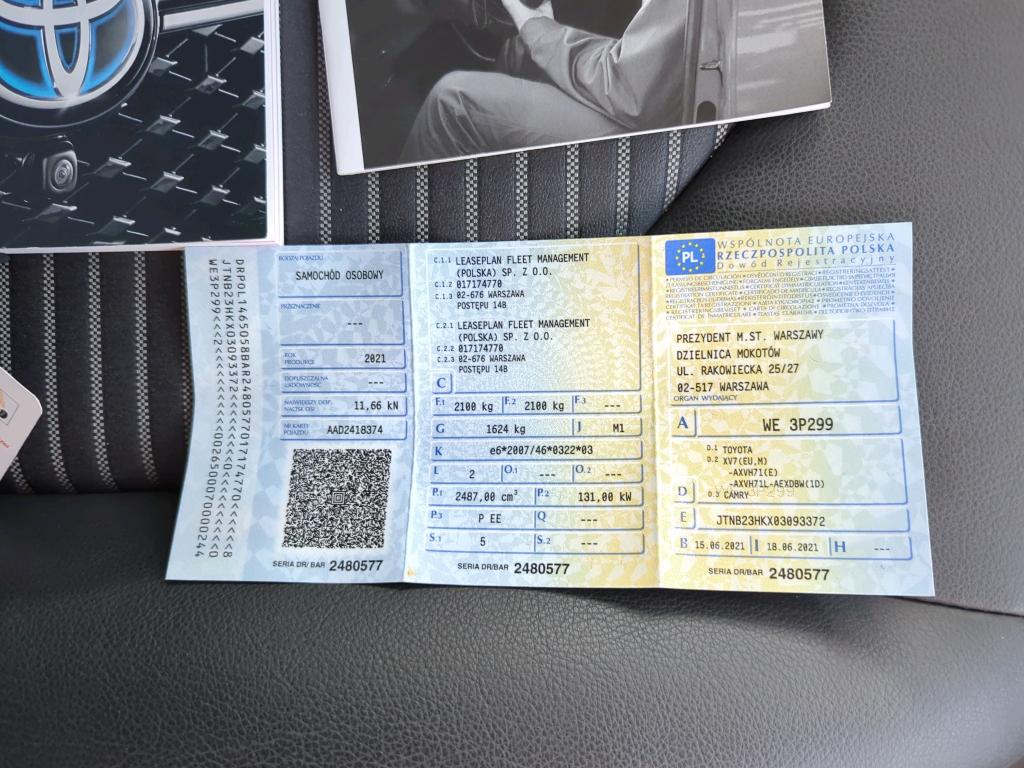 DRPOL1465058BAR2480577017174770<<<<<<<<8
JTNB23HKX03093372<<<<<<<<<<<0<<<<<<<<<<0
WE3P299<<<2<<<<<<<<<<<<<<0026500070000244
RODZAJ POJAZDU
SAMOCHÓD OSOBOWY
PRZEZNACZENIE
---
ROK PRODUKCJI 2021
DOPUSZCZALNA ŁADOWNOŚĆ ---
NAJWIĘKSZY DOP. NACISK OSI 11,66 kN
NR KARTY POJAZDU AAD2418374
SERIA DR/BAR 2480577
C.1.1 LEASEPLAN FLEET MANAGEMENT
(POLSKA) SP. Z O.O.
C.1.2 017174770
C.1.3 02-676 WARSZAWA
POSTĘPU 14B
C.2.1 LEASEPLAN FLEET MANAGEMENT
(POLSKA) SP. Z O.O.
C.2.2 017174770
C.2.3 02-676 WARSZAWA
POSTĘPU 14B
C
F.1 2100 kg F.2 2100 kg F.3 ---
G 1624 kg J M1
K e6*2007/46*0322*03
L 2 O.1 --- O.2 ---
P.1 2487,00 cm³ P.2 131,00 kW
P.3 P EE Q ---
S.1 5 S.2 ---
SERIA DR/BAR 2480577
PL
WSPÓLNOTA EUROPEJSKA
RZECZPOSPOLITA POLSKA
Dowód Rejestracyjny
PREZYDENT M.ST. WARSZAWY
DZIELNICA MOKOTÓW
UL. RAKOWIECKA 25/27
02-517 WARSZAWA
ORGAN WYDAJĄCY
A WE 3P299
D.1 TOYOTA
D.2 XV7(EU,M)
-AXVH71(E)
-AXVH71L-AEXDBW(1D)
D D.3 CAMRY
E JTNB23HKX03093372
B 15.06.2021 I 18.06.2021 H ---
SERIA DR/BAR 2480577